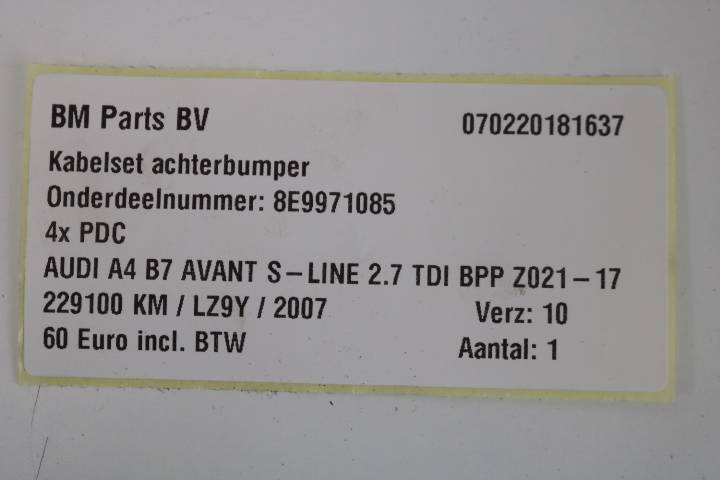 BM Parts BV 070220181637
Kabelset achterbumper
Onderdeelnummer: 8E9971085
4x PDC
AUDI A4 B7 AVANT S-LINE 2.7 TDI BPP Z021-17
229100 KM / LZ9Y / 2007 Verz: 10
60 Euro incl. BTW Aantal: 1